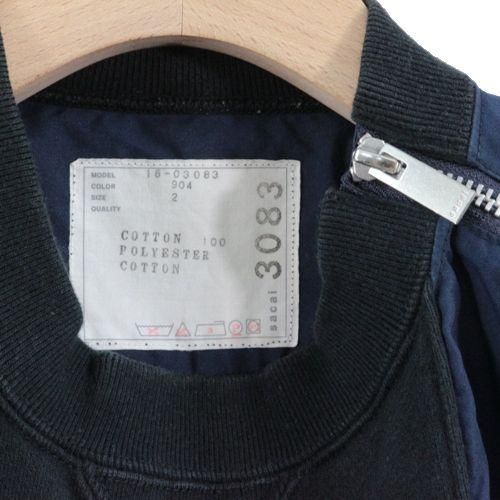 MODEL 16-03083
COLOR 904
SIZE 2
QUALITY
COTTON 100
POLYESTER
COTTON
sacai 3083